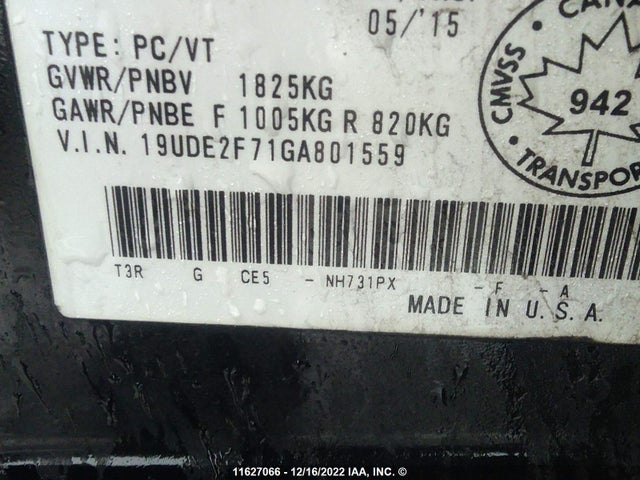 05/'15
TYPE: PC/VT
GVWR/PNBV 1825KG
GAWR/PNBE F 1005KG R 820KG
V.I.N. 19UDE2F71GA801559
CMVSS
942
TRANSPOR
T3R G CE5 - NH731PX - F - A
MADE IN U.S.A.
11627066 - 12/16/2022 IAA, INC. ©